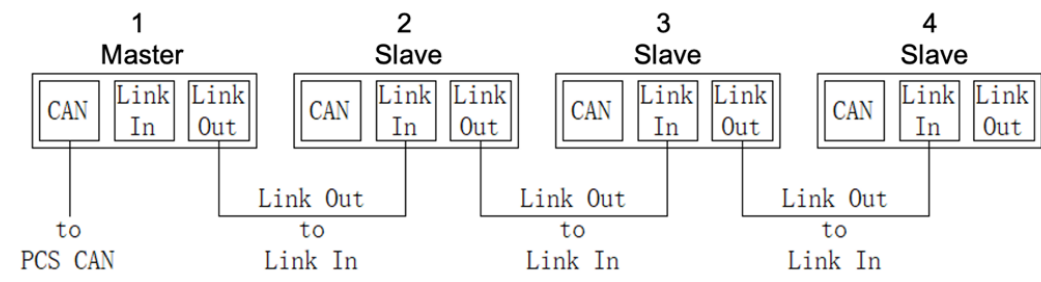 1 2 3 4
Master Slave Slave Slave
CAN Link In Link Out CAN Link In Link Out CAN Link In Link Out CAN Link In Link Out
Link Out Link Out Link Out
to to to to
PCS CAN Link In Link In Link In